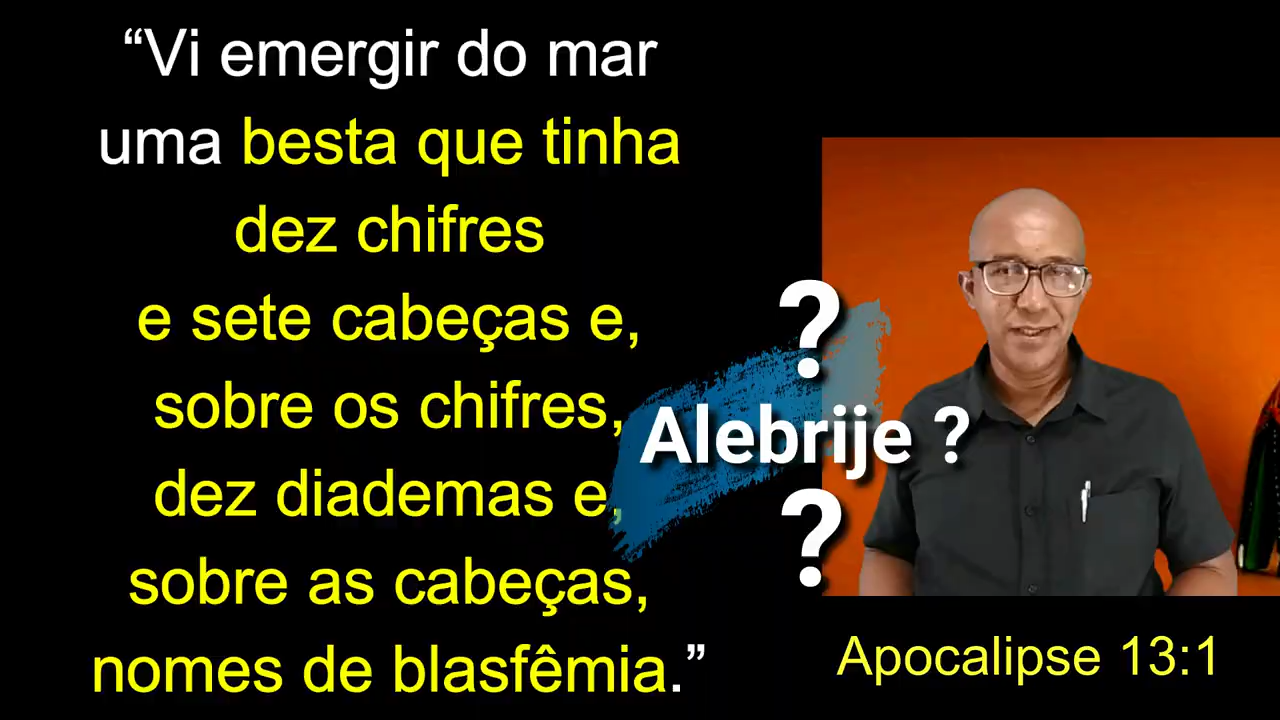 “Vi emergir do mar
uma besta que tinha
dez chifres
e sete cabeças e,
sobre os chifres,
dez diademas e,
sobre as cabeças,
nomes de blasfêmia.”
?
Alebrije ?
?
Apocalipse 13:1